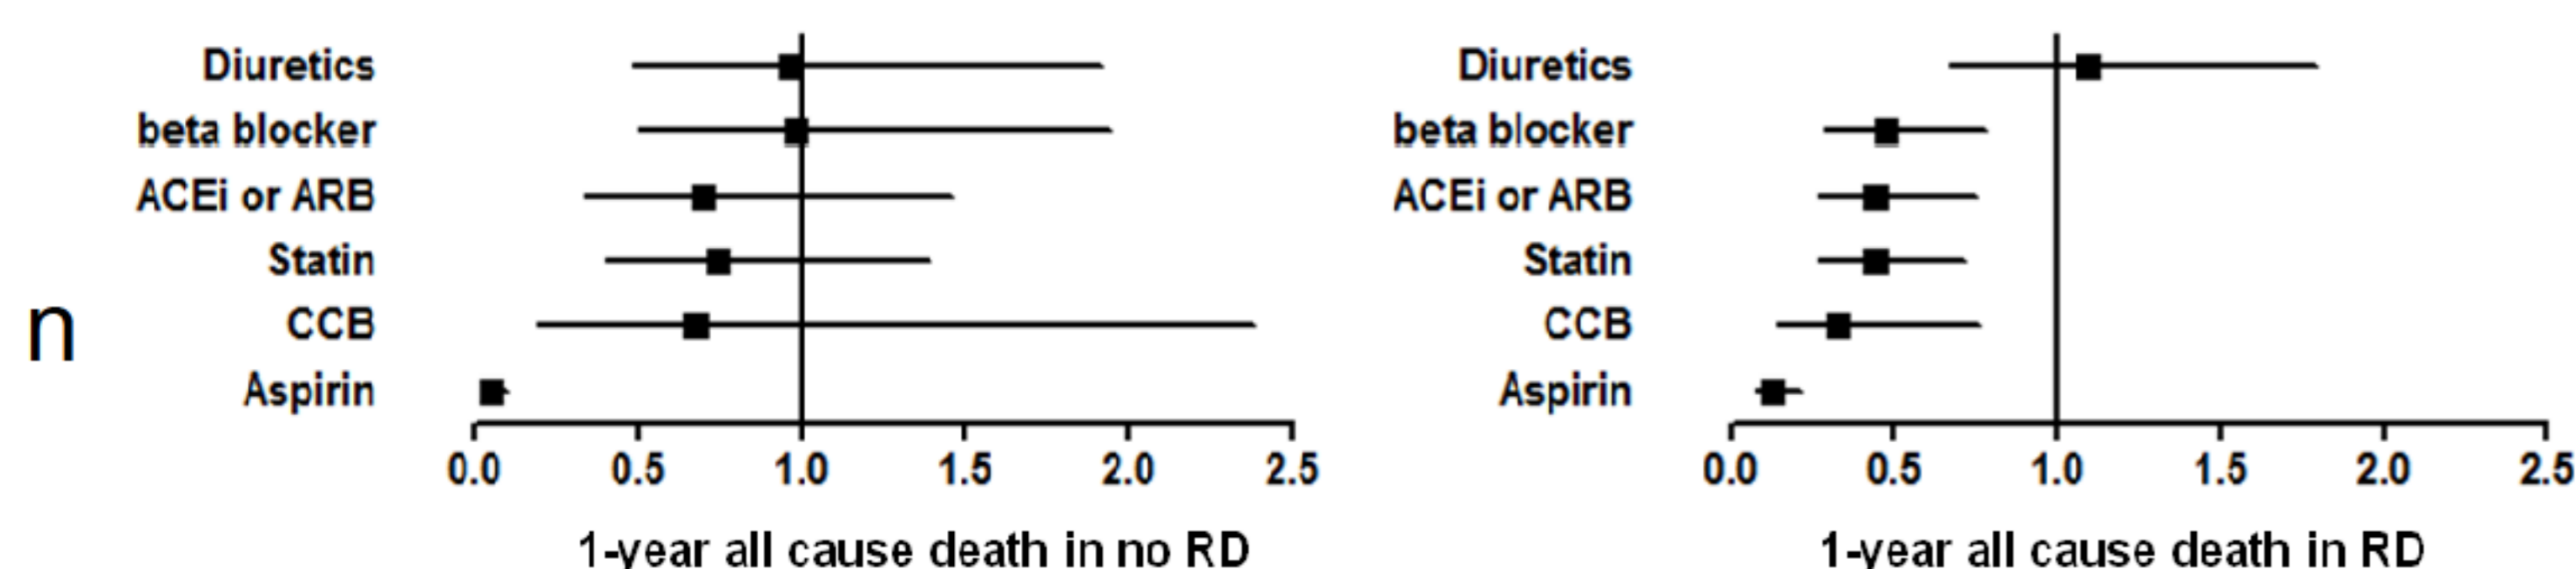 Diuretics
beta blocker
ACEi or ARB
Statin
n
CCB
Aspirin
0.0 0.5 1.0 1.5 2.0 2.5
1-year all cause death in no RD
Diuretics
beta blocker
ACEi or ARB
Statin
CCB
Aspirin
0.0 0.5 1.0 1.5 2.0 2.5
1-year all cause death in RD